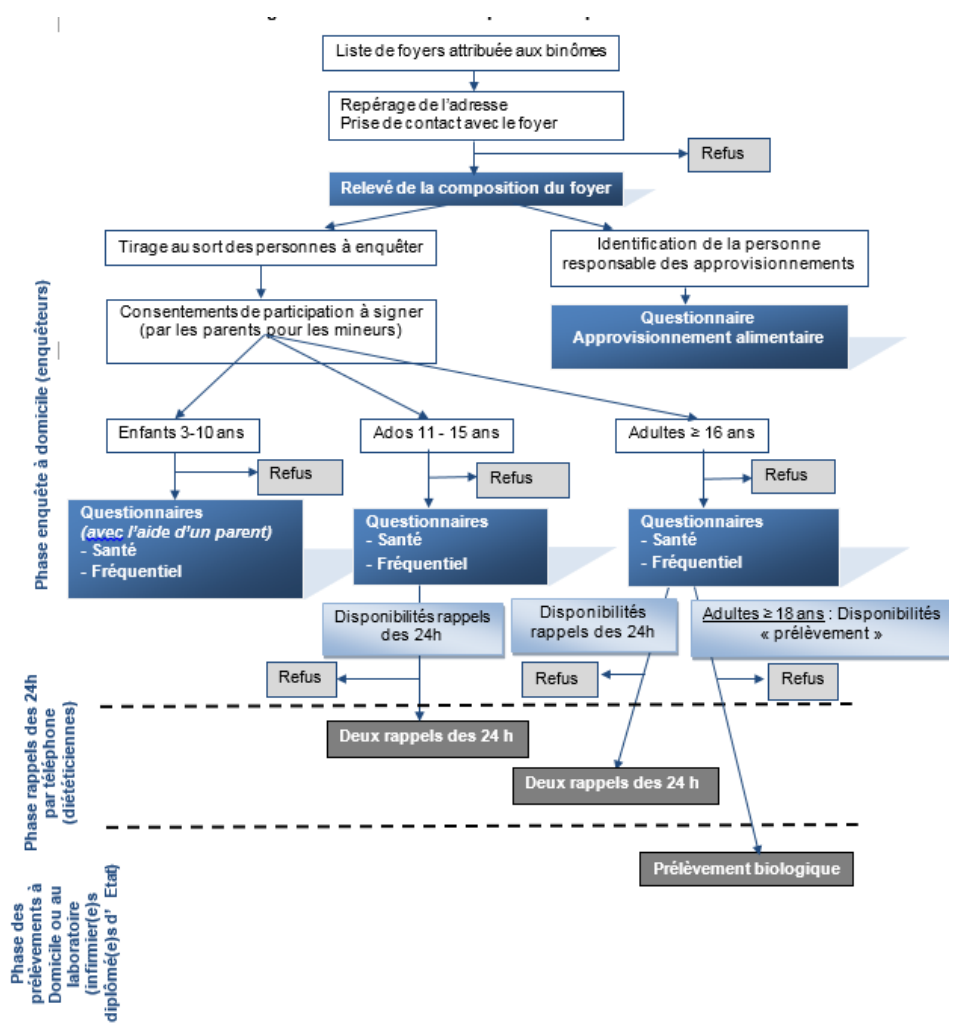 Liste de foyers attribuée aux binômes
Repérage de l'adresse
Prise de contact avec le foyer
Refus
Relevé de la composition du foyer
Tirage au sort des personnes à enquêter
Identification de la personne
responsable des approvisionnements
Consentements de participation à signer
(par les parents pour les mineurs)
Questionnaire
Approvisionnement alimentaire
Phase enquête à domicile (enquêteurs)
Enfants 3-10 ans
Ados 11 - 15 ans
Adultes ≥ 16 ans
Refus
Refus
Refus
Questionnaires
(avec l'aide d'un parent)
- Santé
- Fréquentiel
Questionnaires
- Santé
- Fréquentiel
Questionnaires
- Santé
- Fréquentiel
Disponibilités rappels
des 24h
Disponibilités
rappels des 24h
Adultes ≥ 18 ans : Disponibilités
« prélèvement »
Refus
Refus
Refus
Phase rappels des 24h
par téléphone
(diététiciennes)
Deux rappels des 24 h
Deux rappels des 24 h
Prélèvement biologique
Phase des
prélèvements à
Domicile ou au
laboratoire
(infirmier(e)s
diplômé(e)s d' Etat)